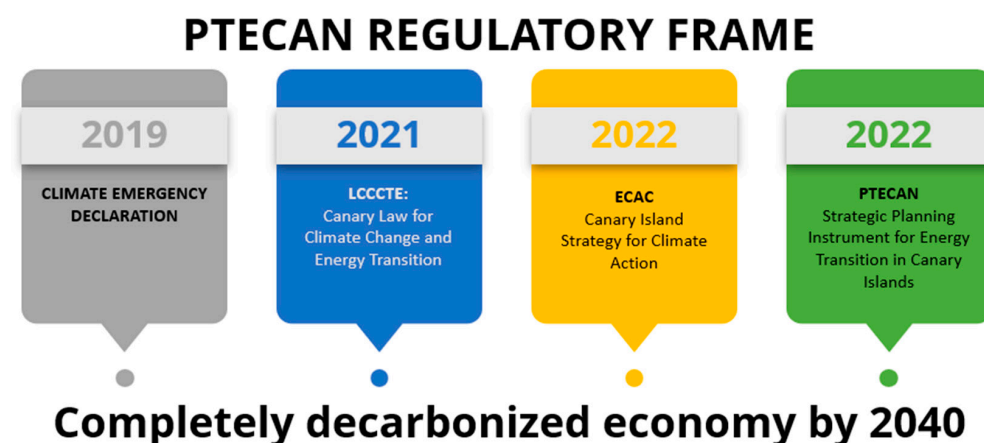 PTECAN REGULATORY FRAME
2019
CLIMATE EMERGENCY
DECLARATION
2021
LCCCTE:
Canary Law for
Climate Change and
Energy Transition
2022
ECAC
Canary Island
Strategy for Climate
Action
2022
PTECAN
Strategic Planning
Instrument for Energy
Transition in Canary
Islands
Completely decarbonized economy by 2040